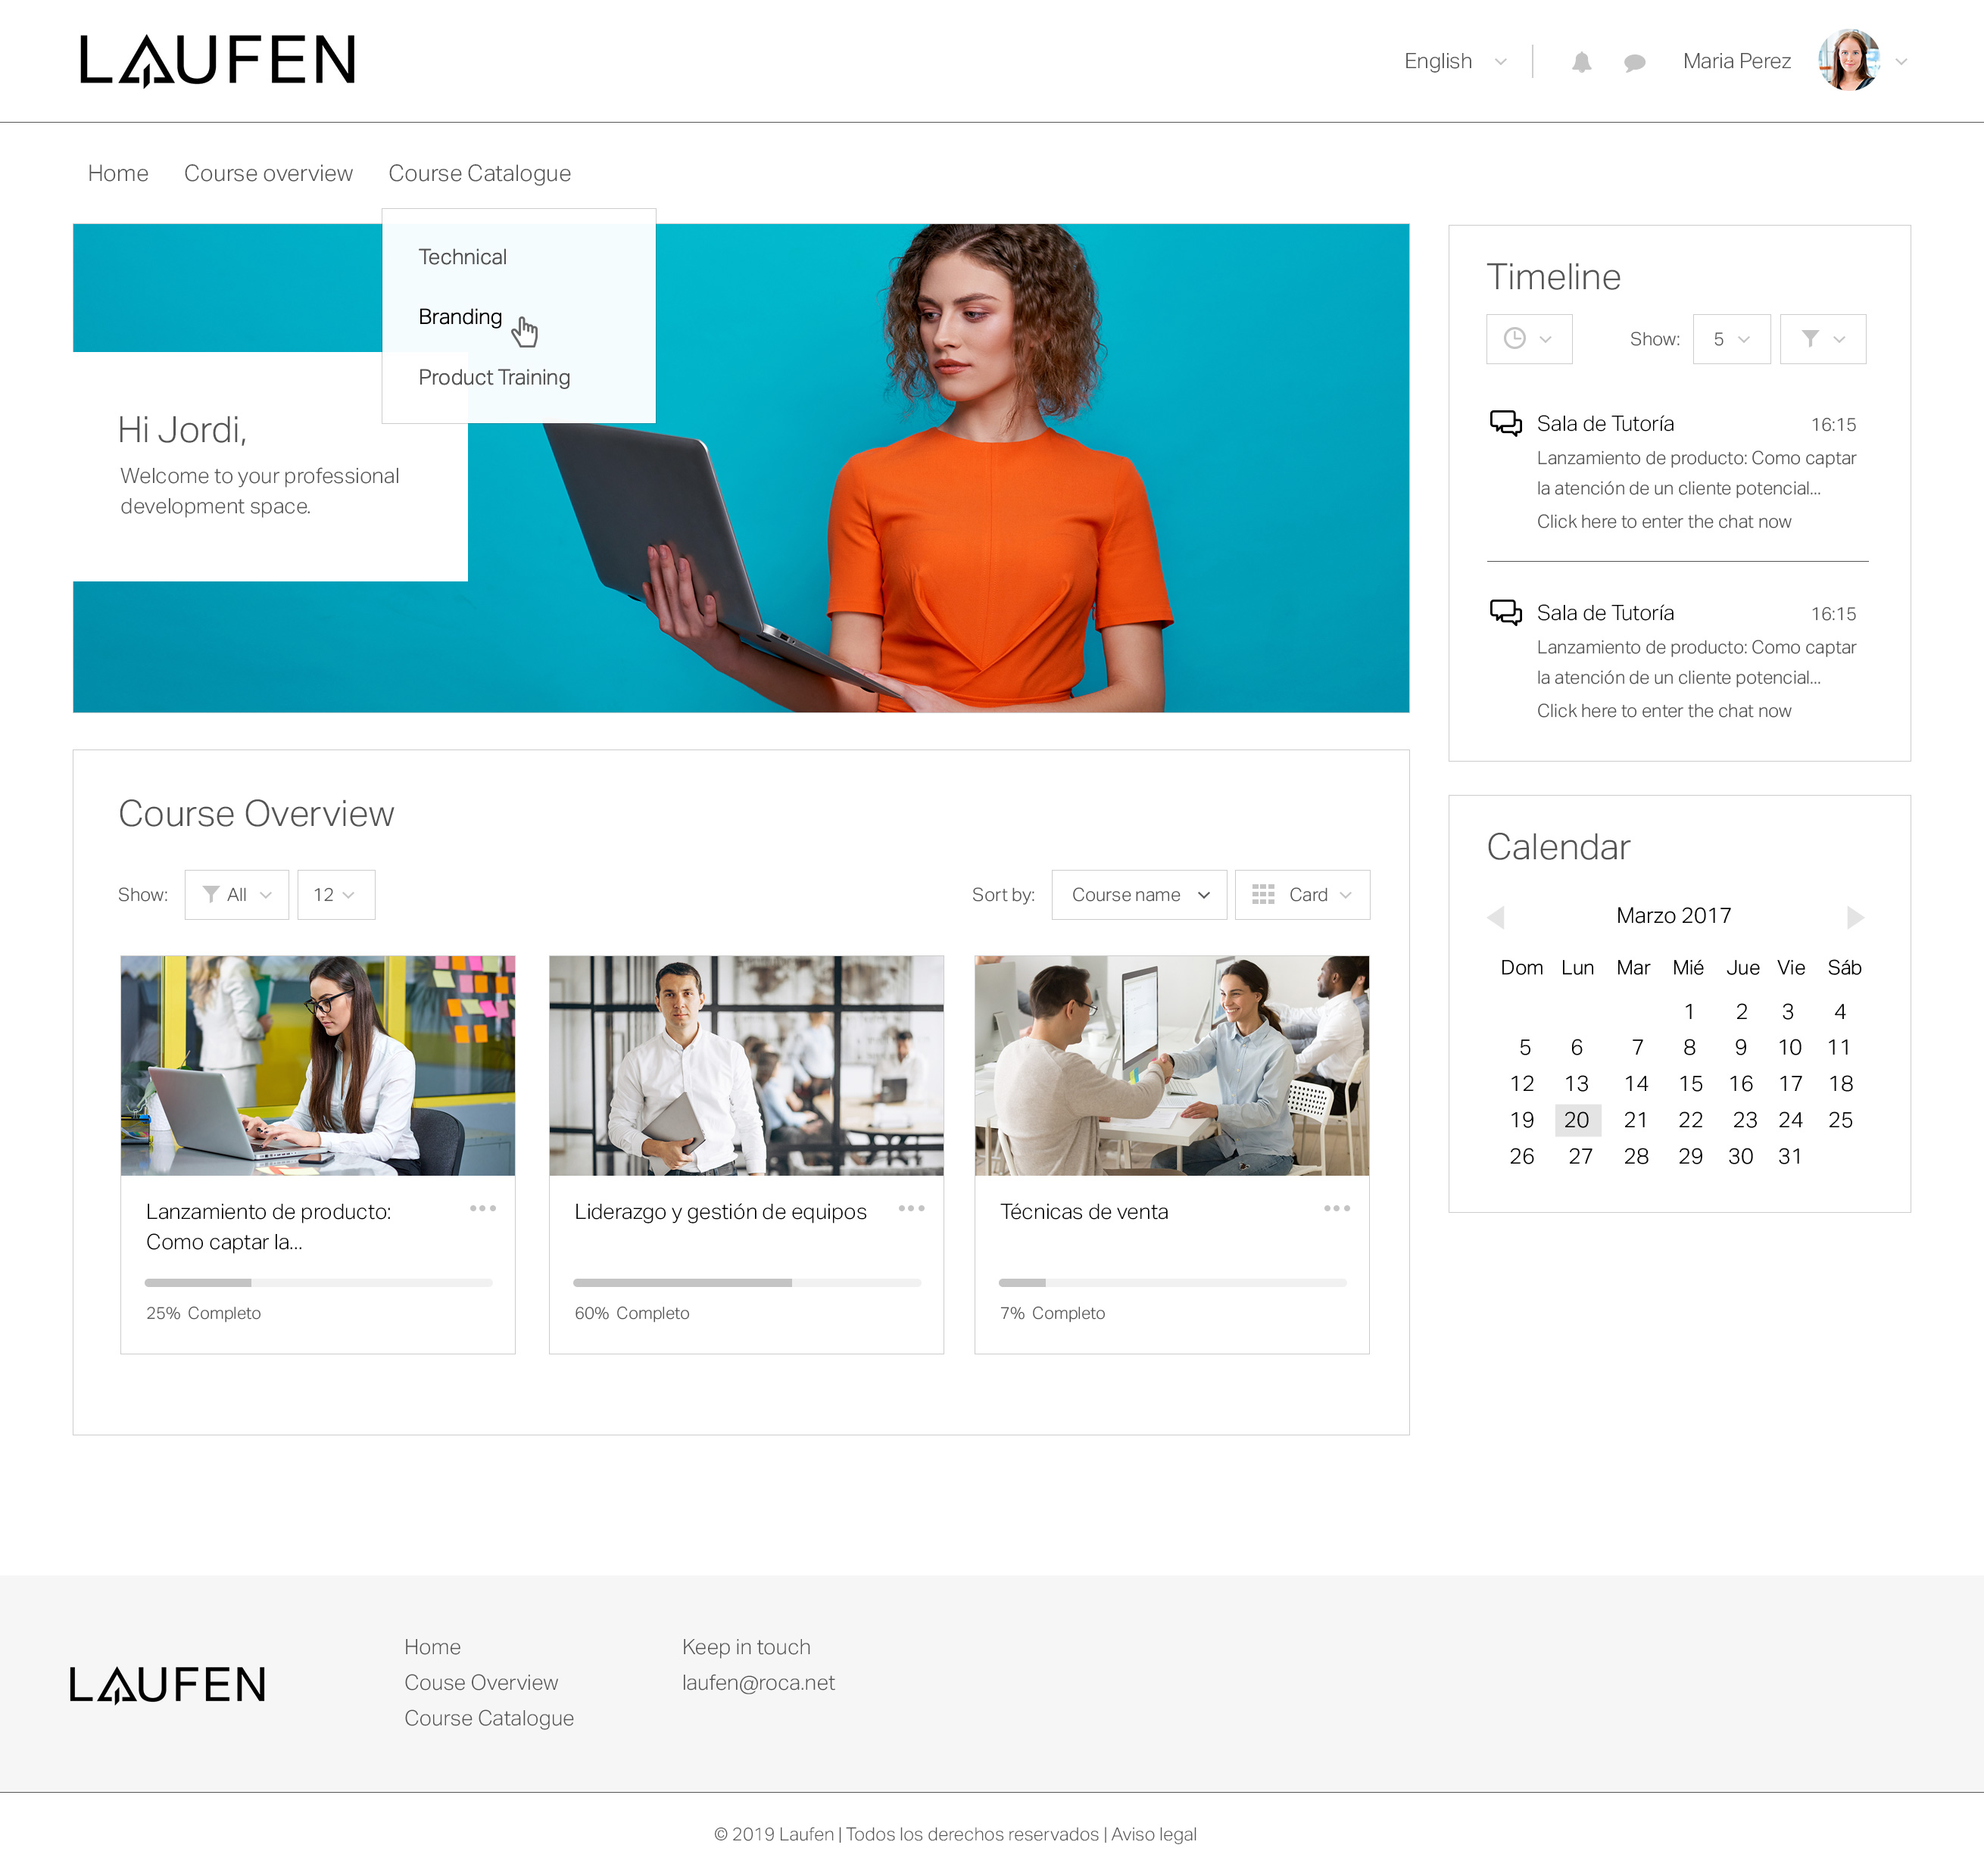 LAUFEN
English
Maria Perez
Home Course overview Course Catalogue
Technical
Branding
Product Training
Hi Jordi,
Welcome to your professional
development space.
Timeline
Show: 5
Sala de Tutoría 16:15
Lanzamiento de producto: Como captar
la atención de un cliente potencial...
Click here to enter the chat now
Sala de Tutoría 16:15
Lanzamiento de producto: Como captar
la atención de un cliente potencial...
Click here to enter the chat now
Course Overview
Show: All 12
Sort by: Course name Card
Lanzamiento de producto:
Como captar la...
25% Completo
Liderazgo y gestión de equipos
60% Completo
Técnicas de venta
7% Completo
Calendar
Marzo 2017
Dom Lun Mar Mié Jue Vie Sáb
1 2 3 4
5 6 7 8 9 10 11
12 13 14 15 16 17 18
19 20 21 22 23 24 25
26 27 28 29 30 31
LAUFEN
Home
Couse Overview
Course Catalogue
Keep in touch
laufen@roca.net
© 2019 Laufen | Todos los derechos reservados | Aviso legal